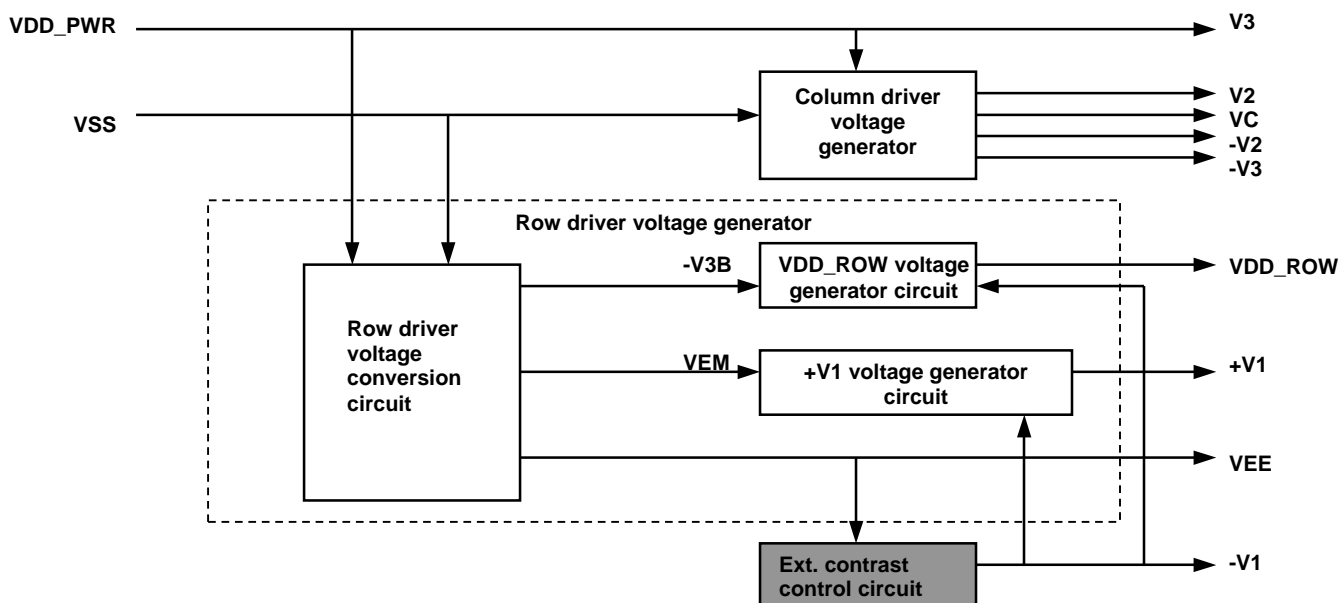 VDD_PWR
V3
VSS
Column driver
voltage
generator
V2
VC
-V2
-V3
Row driver voltage generator
Row driver
voltage
conversion
circuit
-V3B
VDD_ROW voltage
generator circuit
VDD_ROW
VEM
+V1 voltage generator
circuit
+V1
VEE
Ext. contrast
control circuit
-V1